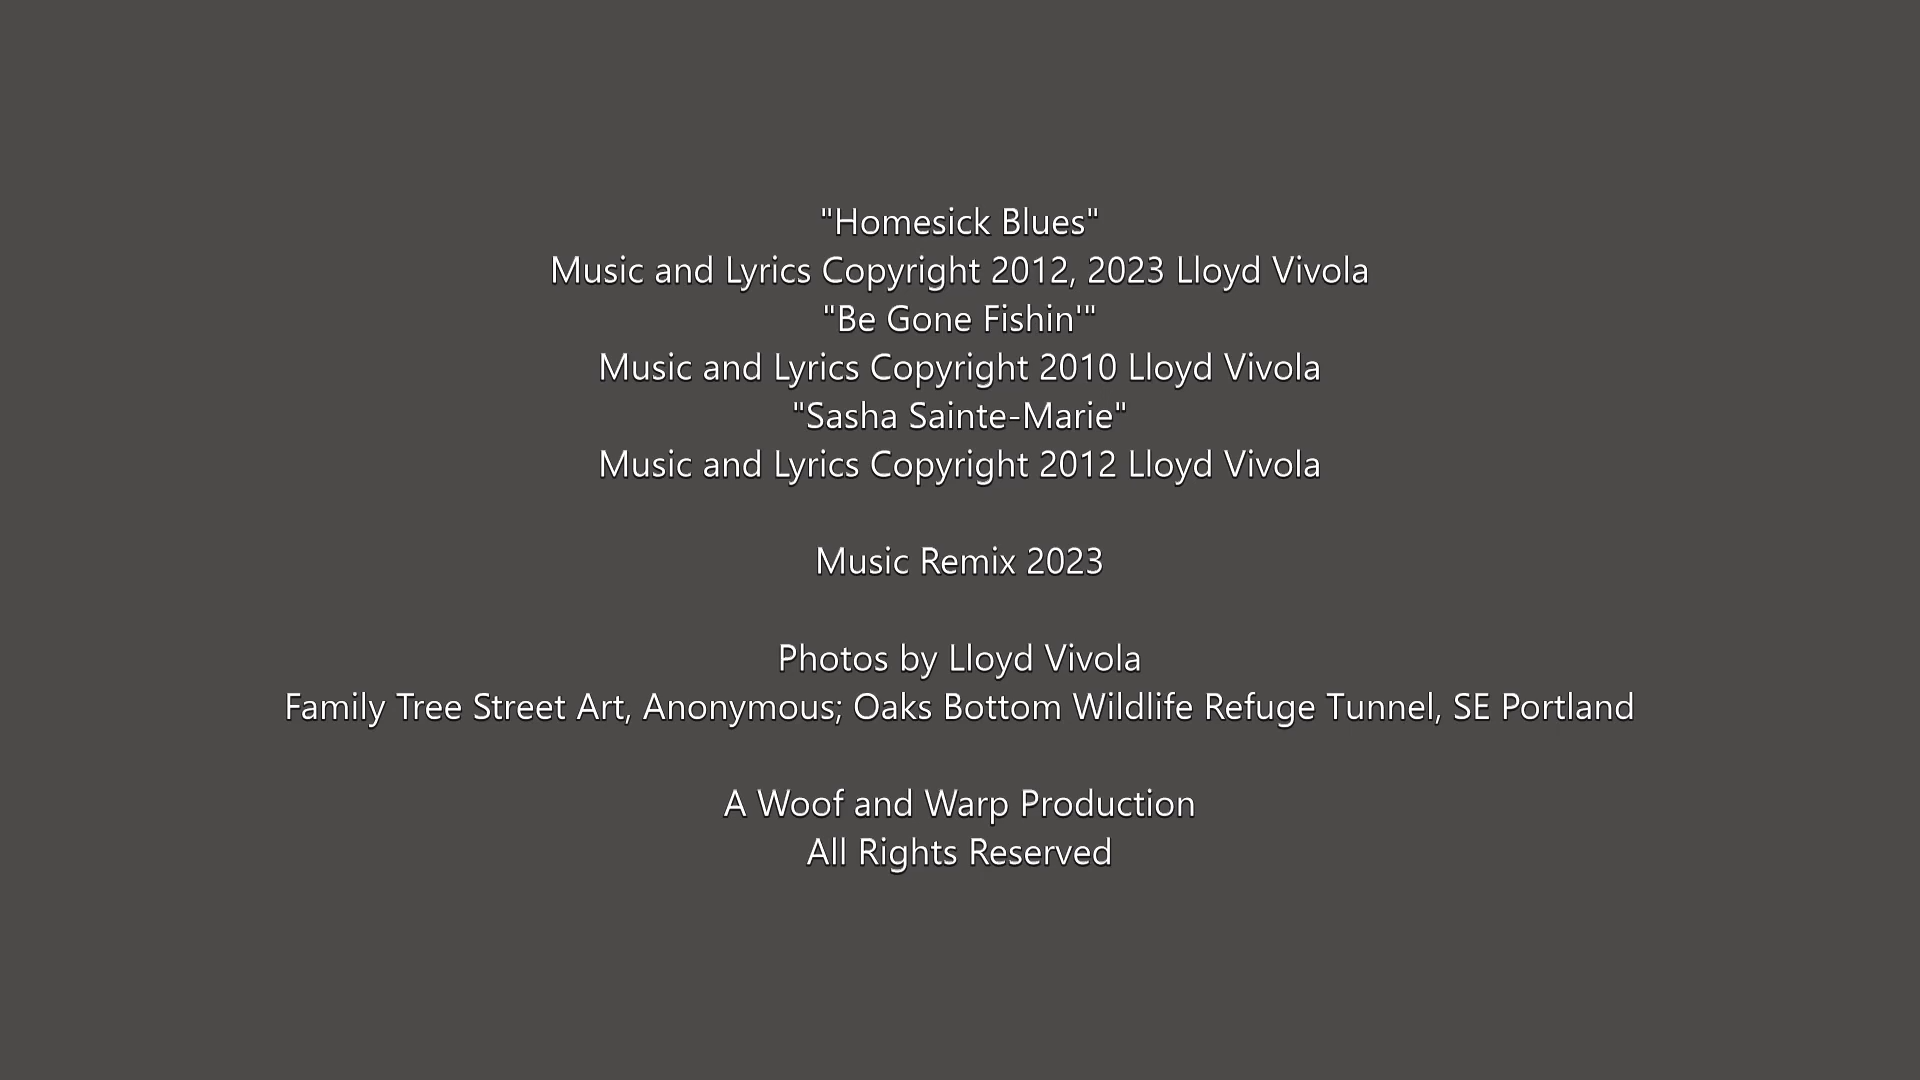 "Homesick Blues"
Music and Lyrics Copyright 2012, 2023 Lloyd Vivola
"Be Gone Fishin'"
Music and Lyrics Copyright 2010 Lloyd Vivola
"Sasha Sainte-Marie"
Music and Lyrics Copyright 2012 Lloyd Vivola
Music Remix 2023
Photos by Lloyd Vivola
Family Tree Street Art, Anonymous; Oaks Bottom Wildlife Refuge Tunnel, SE Portland
A Woof and Warp Production
All Rights Reserved